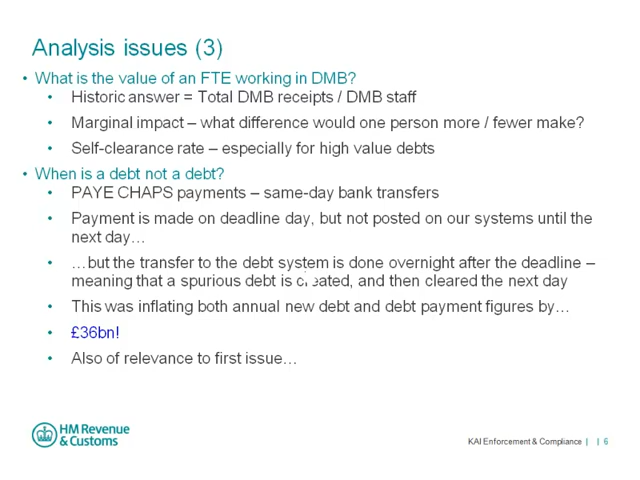 Analysis issues (3)
• What is the value of an FTE working in DMB?
• Historic answer = Total DMB receipts / DMB staff
• Marginal impact – what difference would one person more / fewer make?
• Self-clearance rate – especially for high value debts
• When is a debt not a debt?
• PAYE CHAPS payments – same-day bank transfers
• Payment is made on deadline day, but not posted on our systems until the
next day…
• …but the transfer to the debt system is done overnight after the deadline –
meaning that a spurious debt is created, and then cleared the next day
• This was inflating both annual new debt and debt payment figures by…
• £36bn!
• Also of relevance to first issue…
HM Revenue
& Customs
KAI Enforcement & Compliance | | 6